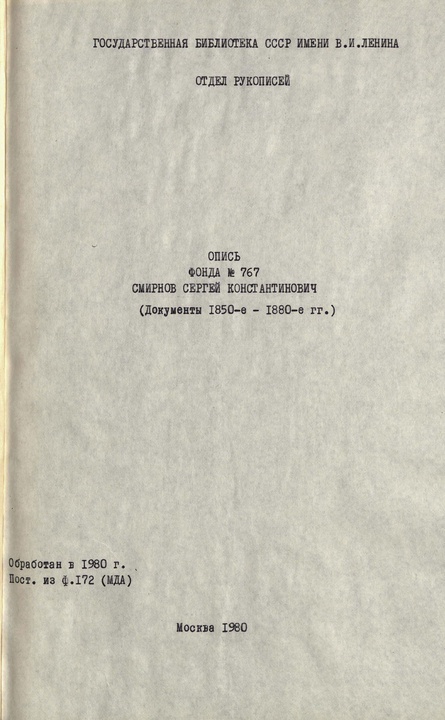 ГОСУДАРСТВЕННАЯ БИБЛИОТЕКА СССР ИМЕНИ В.И.ЛЕНИНА
ОТДЕЛ РУКОПИСЕЙ
ОПИСЬ
ФОНДА № 767
СМИРНОВ СЕРГЕЙ КОНСТАНТИНОВИЧ
(Документы 1850-е - 1880-е гг.)
Обработан в 1980 г.
Пост. из ф.172 (МДА)
Москва 1980